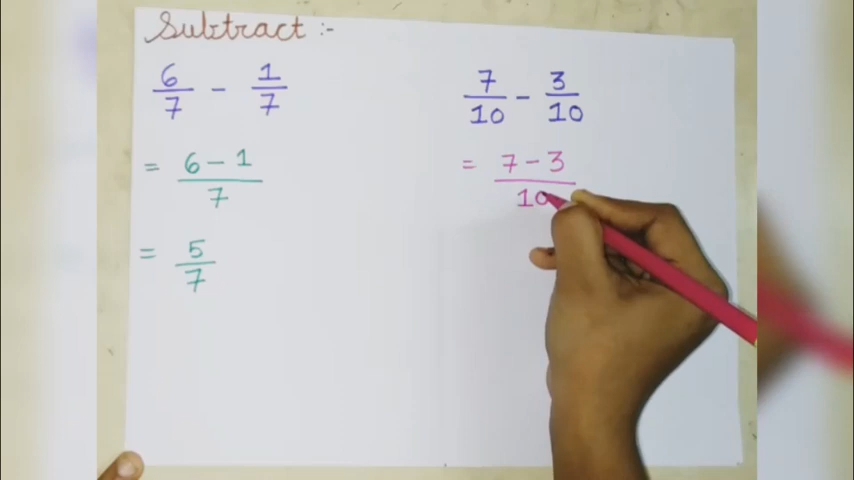 Subtract :-
6/7 - 1/7
= 6 - 1/7
= 5/7
7/10 - 3/10
= 7 - 3/10